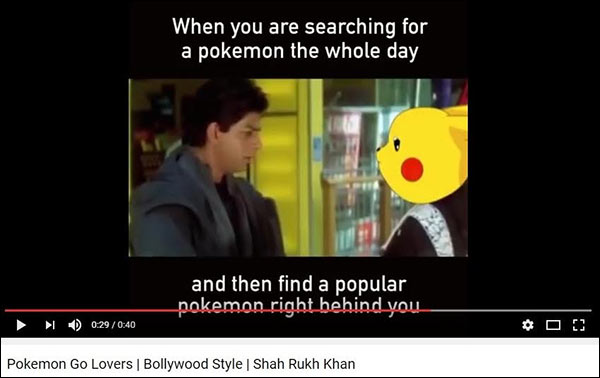 When you are searching for
a pokemon the whole day
and then find a popular
pokemon right behind you
0:29 / 0:40
Pokemon Go Lovers | Bollywood Style | Shah Rukh Khan